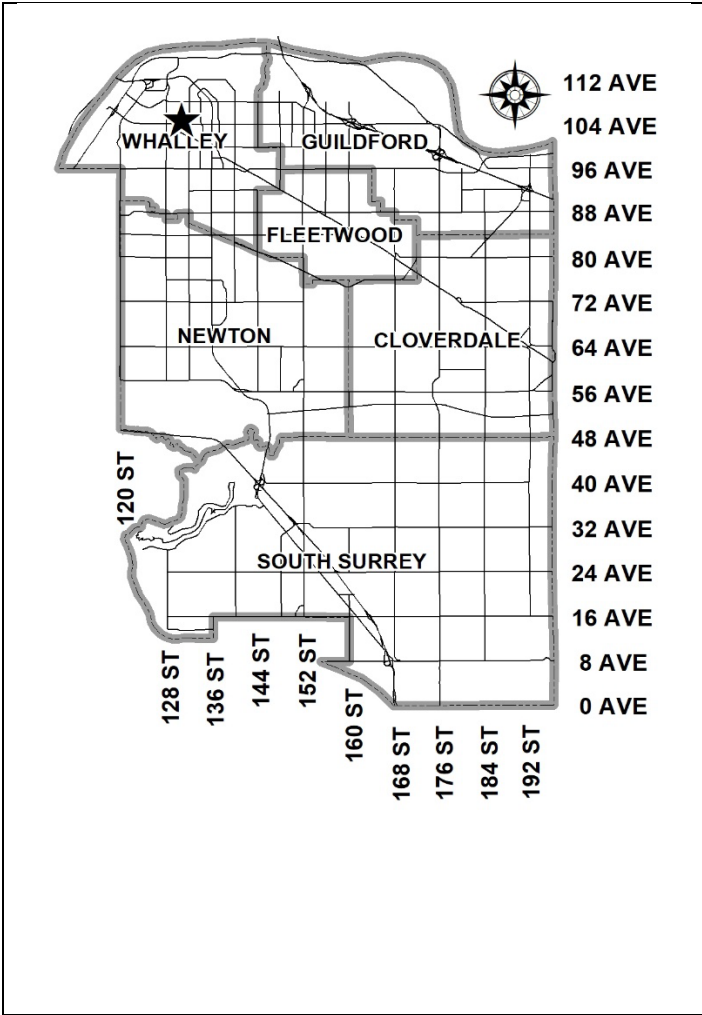 112 AVE
104 AVE
WHALLEY
GUILDFORD
96 AVE
88 AVE
FLEETWOOD
80 AVE
72 AVE
NEWTON
CLOVERDALE
64 AVE
56 AVE
48 AVE
120 ST
40 AVE
32 AVE
SOUTH SURREY
24 AVE
16 AVE
8 AVE
0 AVE
128 ST
136 ST
144 ST
152 ST
160 ST
168 ST
176 ST
184 ST
192 ST